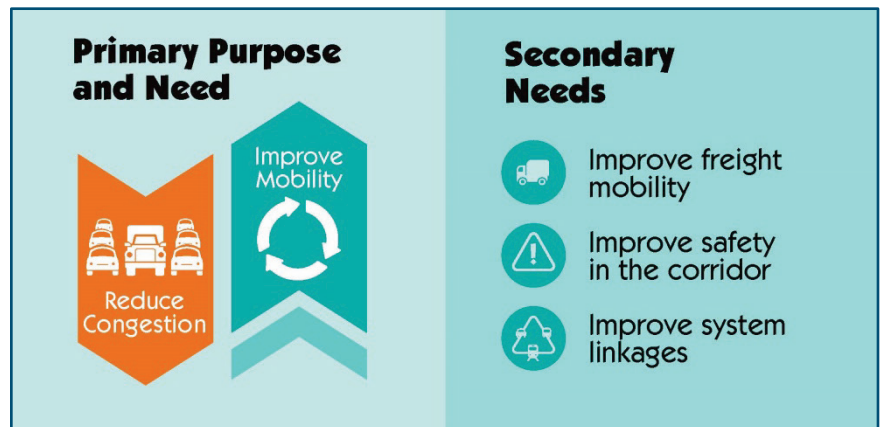 Primary Purpose
and Need
Improve
Mobility
Reduce
Congestion
Secondary
Needs
Improve freight
mobility
Improve safety
in the corridor
Improve system
linkages